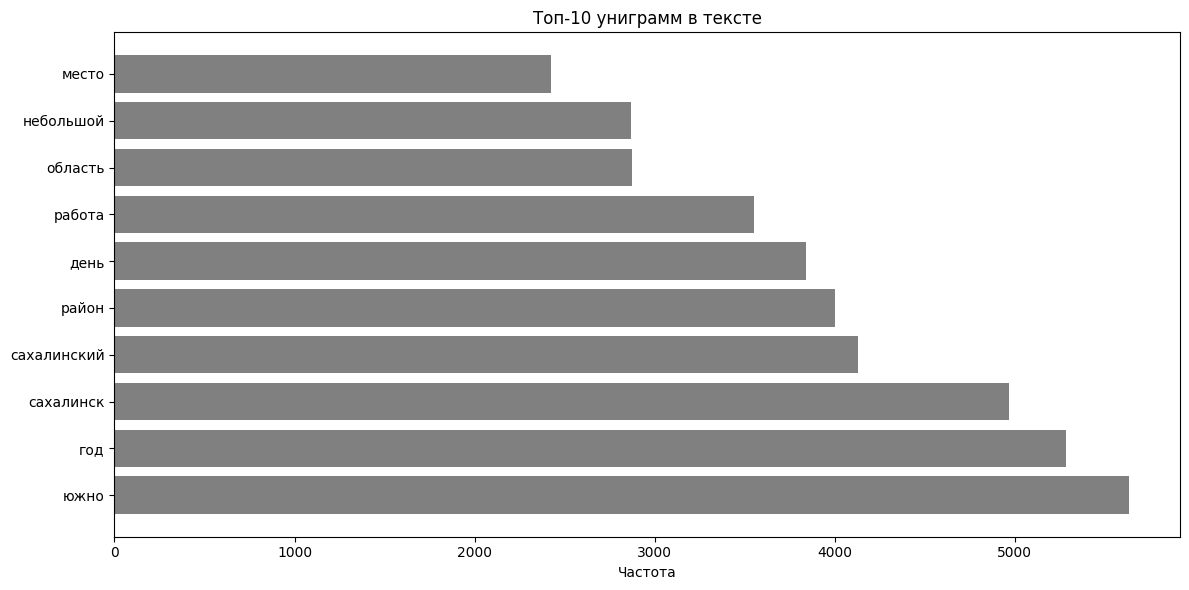 Топ-10 униграмм в тексте
место
небольшой
область
работа
день
район
сахалинский
сахалинск
год
южно
0 1000 2000 3000 4000 5000
Частота